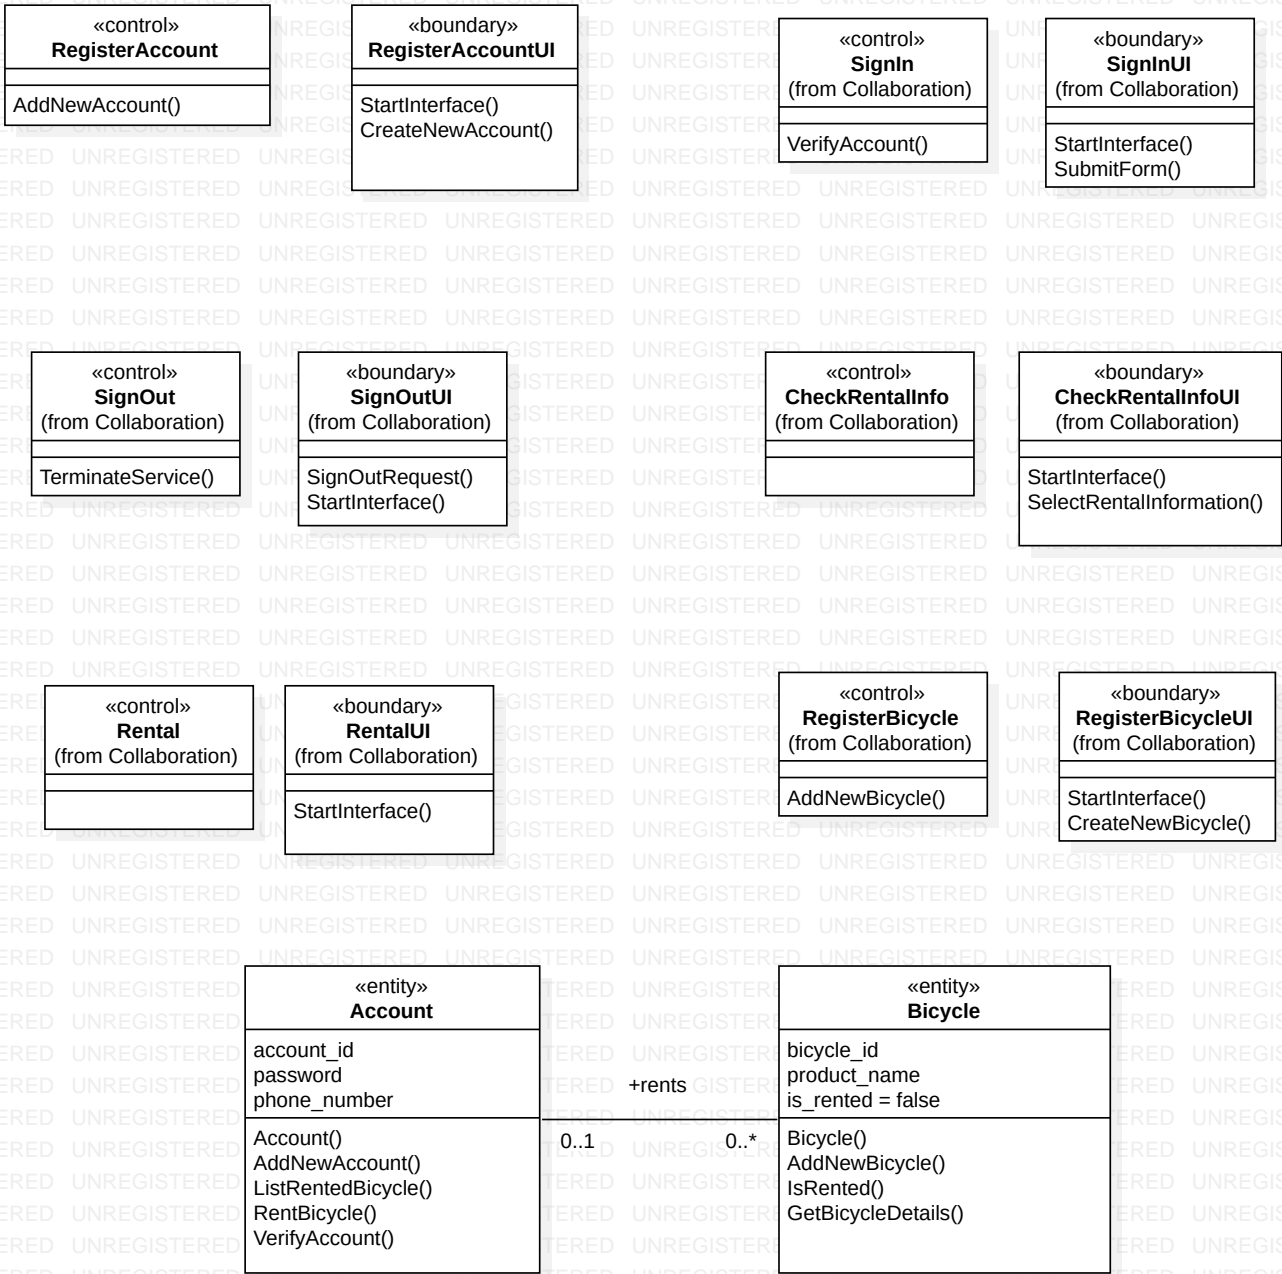 «control»
RegisterAccount
AddNewAccount()
«boundary»
RegisterAccountUI
StartInterface()
CreateNewAccount()
«control»
SignIn
(from Collaboration)
VerifyAccount()
«boundary»
SignInUI
(from Collaboration)
StartInterface()
SubmitForm()
«control»
SignOut
(from Collaboration)
TerminateService()
«boundary»
SignOutUI
(from Collaboration)
SignOutRequest()
StartInterface()
«control»
CheckRentalInfo
(from Collaboration)
«boundary»
CheckRentalInfoUI
(from Collaboration)
StartInterface()
SelectRentalInformation()
«control»
Rental
(from Collaboration)
«boundary»
RentalUI
(from Collaboration)
StartInterface()
«control»
RegisterBicycle
(from Collaboration)
AddNewBicycle()
«boundary»
RegisterBicycleUI
(from Collaboration)
StartInterface()
CreateNewBicycle()
«entity»
Account
account_id
password
phone_number
Account()
AddNewAccount()
ListRentedBicycle()
RentBicycle()
VerifyAccount()
+rents
0..1
0..*
«entity»
Bicycle
bicycle_id
product_name
is_rented = false
Bicycle()
AddNewBicycle()
IsRented()
GetBicycleDetails()
UNREGISTERED